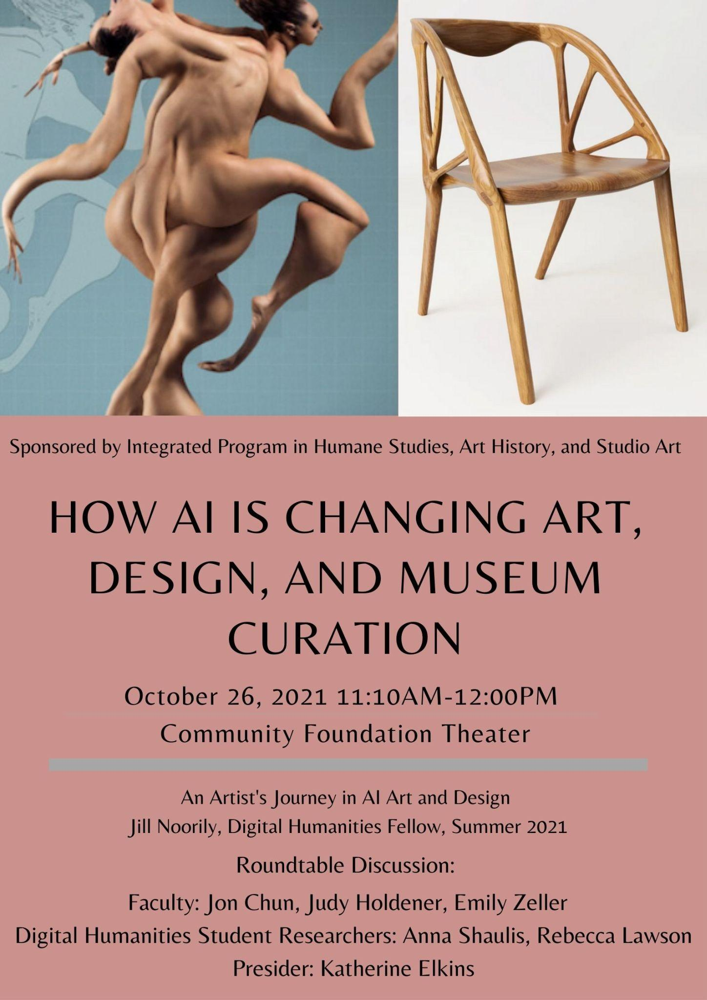 Sponsored by Integrated Program in Humane Studies, Art History, and Studio Art
HOW AI IS CHANGING ART,
DESIGN, AND MUSEUM
CURATION
October 26, 2021 11:10AM-12:00PM
Community Foundation Theater
An Artist's Journey in AI Art and Design
Jill Noorily, Digital Humanities Fellow, Summer 2021
Roundtable Discussion:
Faculty: Jon Chun, Judy Holdener, Emily Zeller
Digital Humanities Student Researchers: Anna Shaulis, Rebecca Lawson
Presider: Katherine Elkins